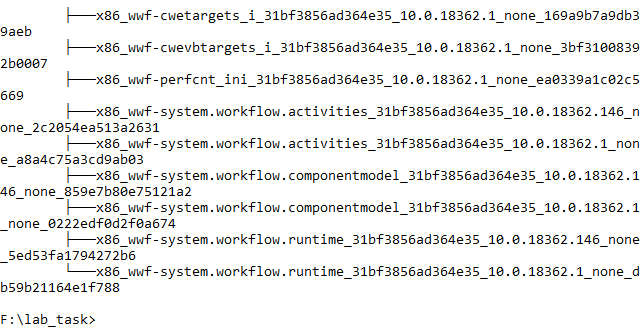 ├───x86_wwf-cwetargets_i_31bf3856ad364e35_10.0.18362.1_none_169a9b7a9db3
9aeb
├───x86_wwf-cwevbtargets_i_31bf3856ad364e35_10.0.18362.1_none_3bf3100839
2b0007
├───x86_wwf-perfcnt_ini_31bf3856ad364e35_10.0.18362.1_none_ea0339a1c02c5
669
├───x86_wwf-system.workflow.activities_31bf3856ad364e35_10.0.18362.146_n
one_2c2054ea513a2631
├───x86_wwf-system.workflow.activities_31bf3856ad364e35_10.0.18362.1_non
e_a8a4c75a3cd9ab03
├───x86_wwf-system.workflow.componentmodel_31bf3856ad364e35_10.0.18362.1
46_none_859e7b80e75121a2
├───x86_wwf-system.workflow.componentmodel_31bf3856ad364e35_10.0.18362.1
_none_0222edf0d2f0a674
├───x86_wwf-system.workflow.runtime_31bf3856ad364e35_10.0.18362.146_none
_5ed53fa1794272b6
└───x86_wwf-system.workflow.runtime_31bf3856ad364e35_10.0.18362.1_none_d
b59b21164e1f788
F:\lab_task>